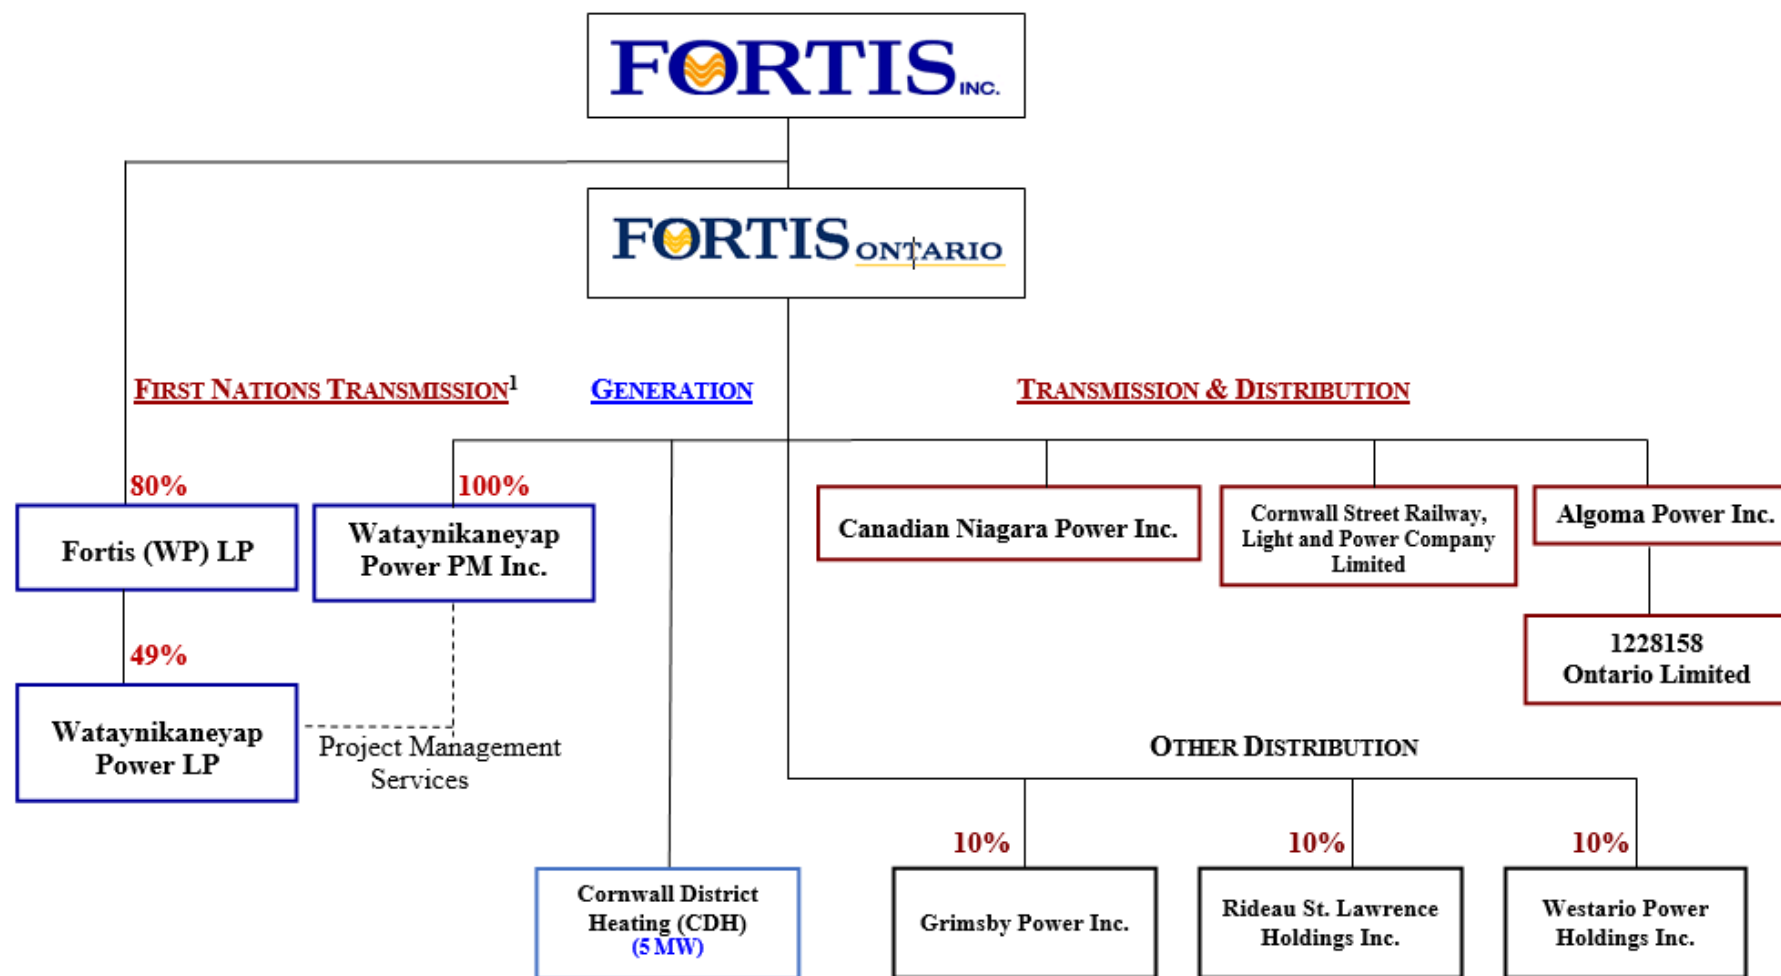 FORTIS INC.
FORTIS ONTARIO
FIRST NATIONS TRANSMISSION1
GENERATION
TRANSMISSION & DISTRIBUTION
80%
100%
Fortis (WP) LP
Wataynikaneyap
Power PM Inc.
Canadian Niagara Power Inc.
Cornwall Street Railway,
Light and Power Company
Limited
Algoma Power Inc.
49%
Wataynikaneyap
Power LP
Project Management
Services
1228158
Ontario Limited
OTHER DISTRIBUTION
10%
10%
10%
Cornwall District
Heating (CDH)
(5 MW)
Grimsby Power Inc.
Rideau St. Lawrence
Holdings Inc.
Westario Power
Holdings Inc.